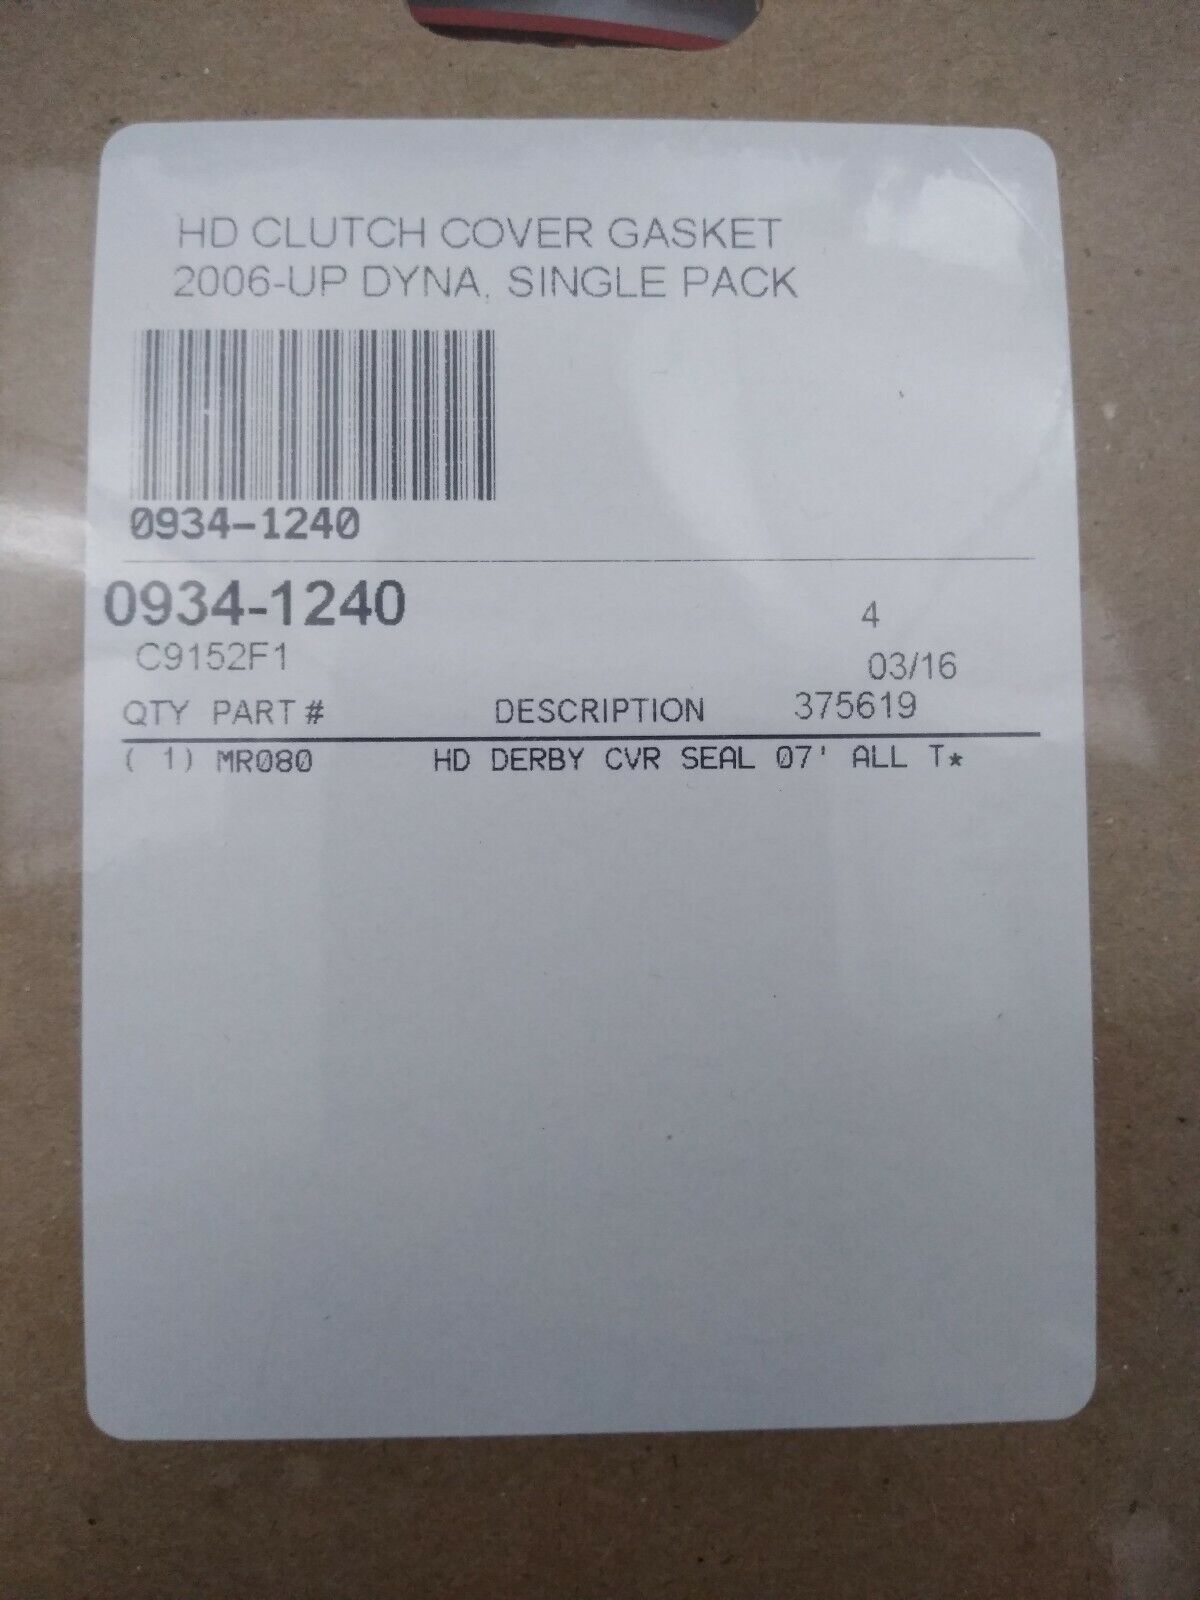 HD CLUTCH COVER GASKET
2006-UP DYNA, SINGLE PACK
0934-1240
0934-1240 4
C9152F1 03/16
QTY PART # DESCRIPTION 375619
( 1) MR080 HD DERBY CVR SEAL 07' ALL T*